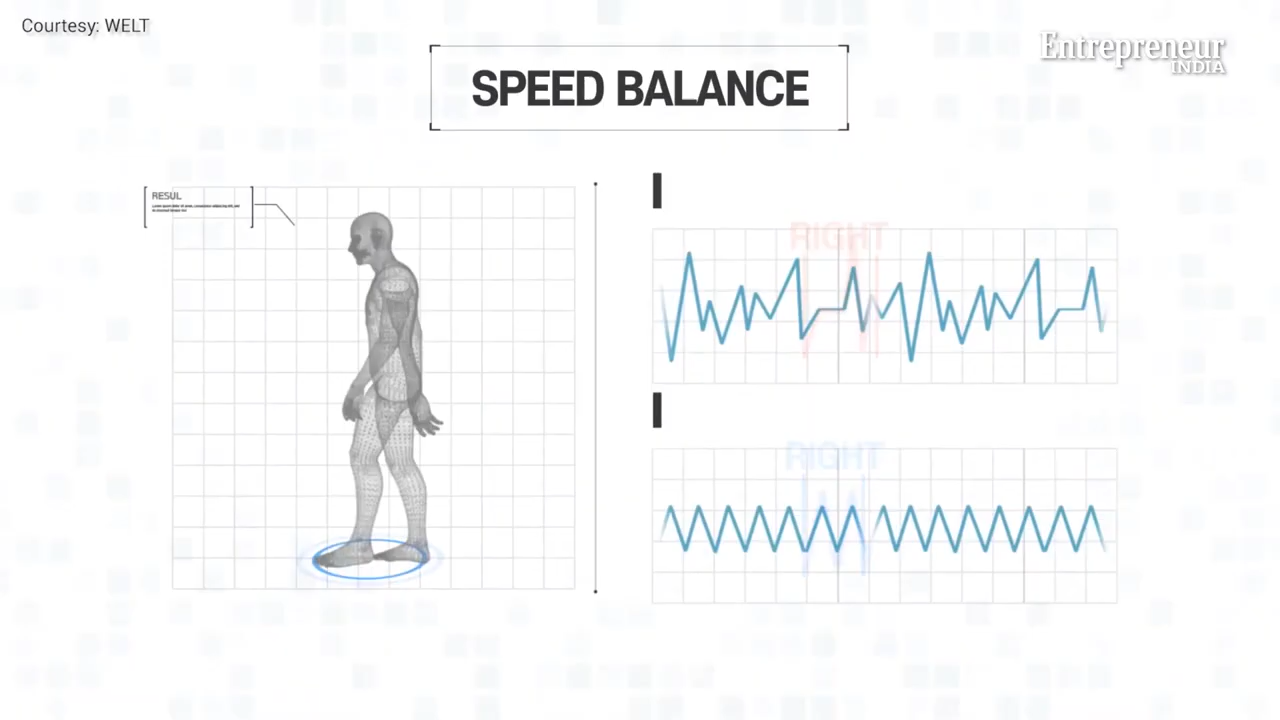 Courtesy: WELT
Entrepreneur
INDIA
SPEED BALANCE
RESUL
RIGHT
RIGHT